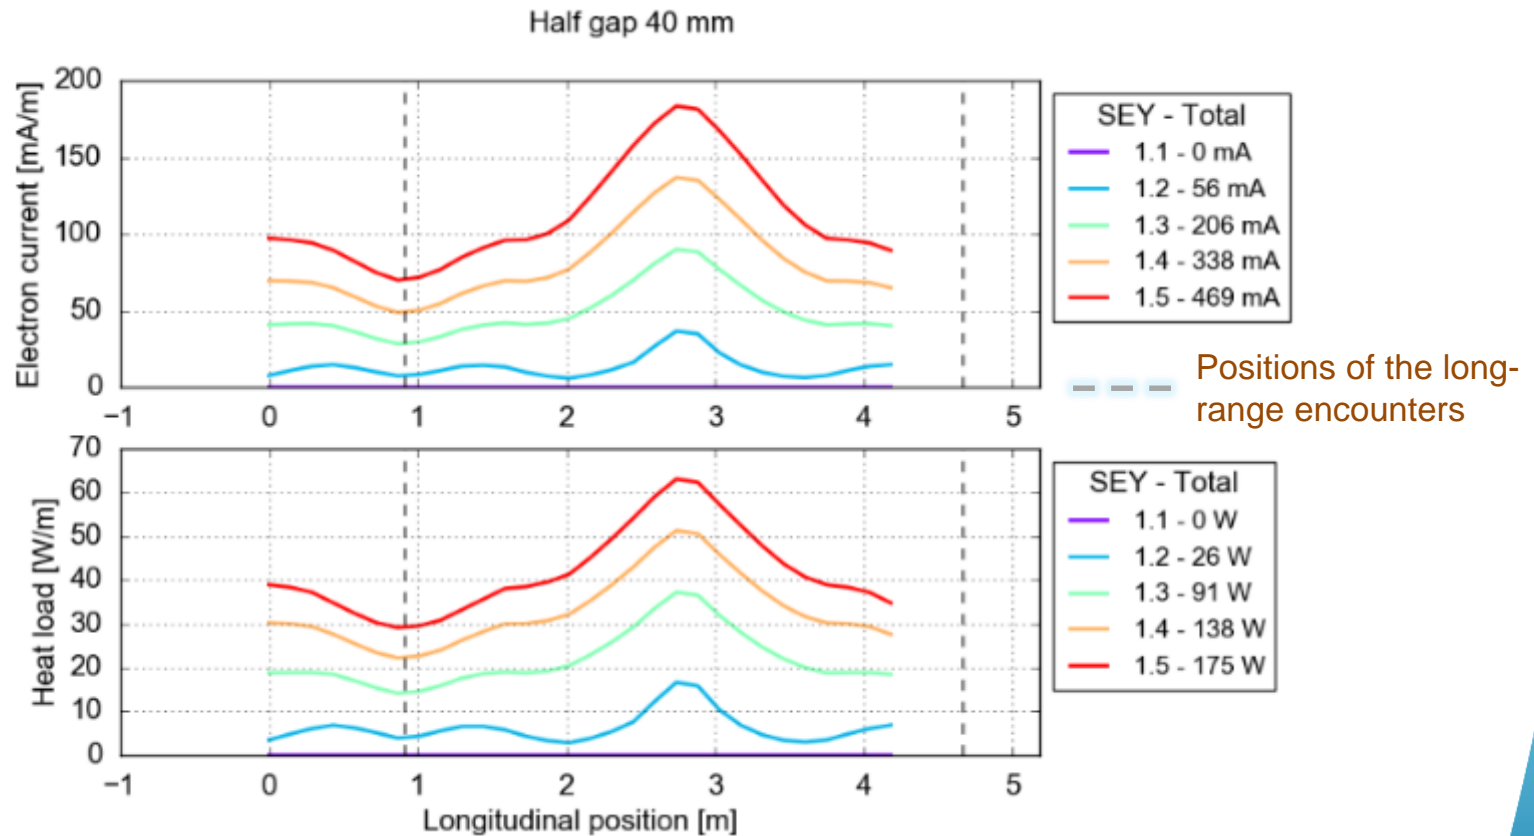 Half gap 40 mm
Electron current [mA/m]
200
150
100
50
0
−1 0 1 2 3 4 5
SEY - Total
1.1 - 0 mA
1.2 - 56 mA
1.3 - 206 mA
1.4 - 338 mA
1.5 - 469 mA
Positions of the long-
range encounters
Heat load [W/m]
70
60
50
40
30
20
10
0
−1 0 1 2 3 4 5
Longitudinal position [m]
SEY - Total
1.1 - 0 W
1.2 - 26 W
1.3 - 91 W
1.4 - 138 W
1.5 - 175 W